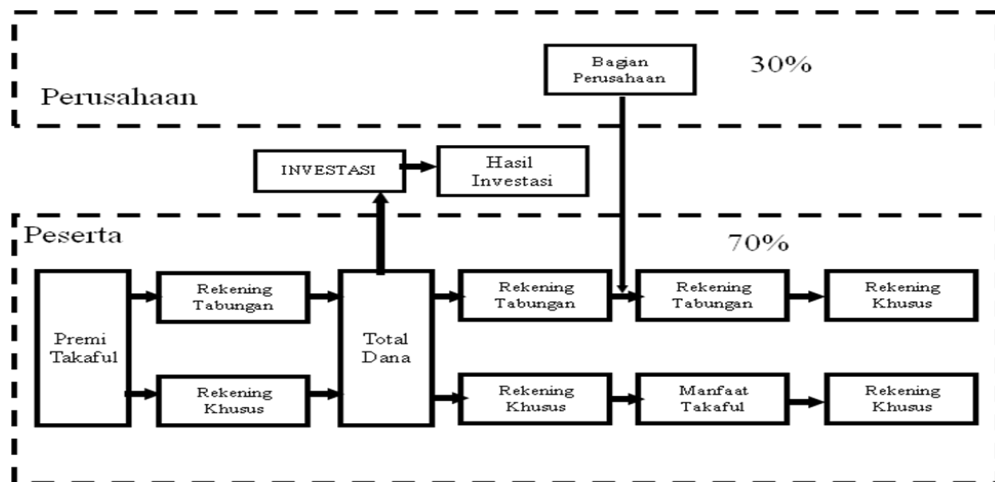 Bagian
Perusahaan
30%
Perusahaan
INVESTASI
Hasil
Investasi
Peserta
70%
Premi
Takaful
Rekening
Tabungan
Rekening
Khusus
Total
Dana
Rekening
Tabungan
Rekening
Tabungan
Rekening
Khusus
Rekening
Khusus
Manfaat
Takaful
Rekening
Khusus